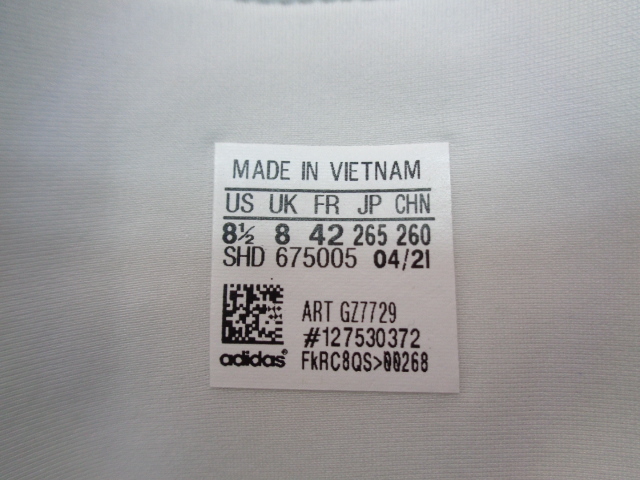 MADE IN VIETNAM
US UK FR JP CHN
8½ 8 42 265 260
SHD 675005 04/21
ART GZ7729
#127530372
adidas® FkRC8QS>00268